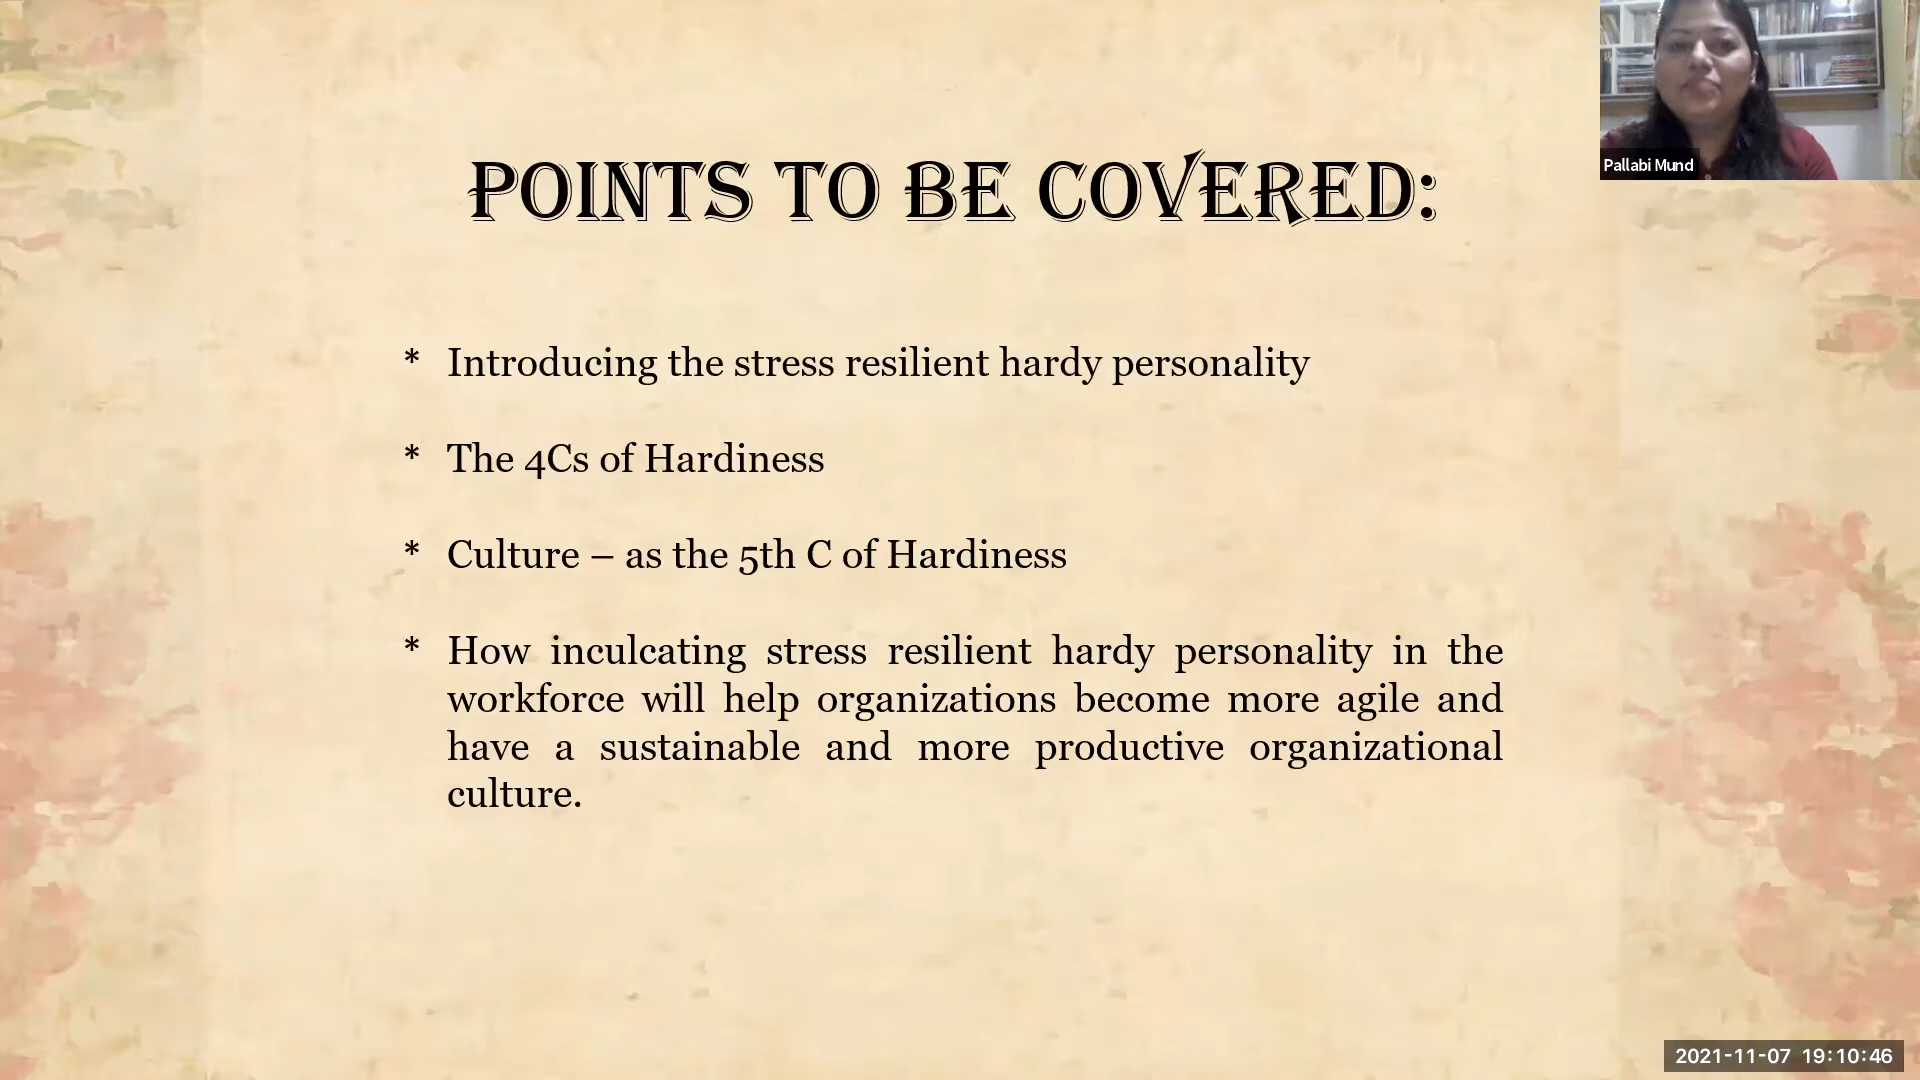 POINTS TO BE COVERED:
Pallabi Mund
* Introducing the stress resilient hardy personality
* The 4Cs of Hardiness
* Culture – as the 5th C of Hardiness
* How inculcating stress resilient hardy personality in the
workforce will help organizations become more agile and
have a sustainable and more productive organizational
culture.
2021-11-07 19:10:46